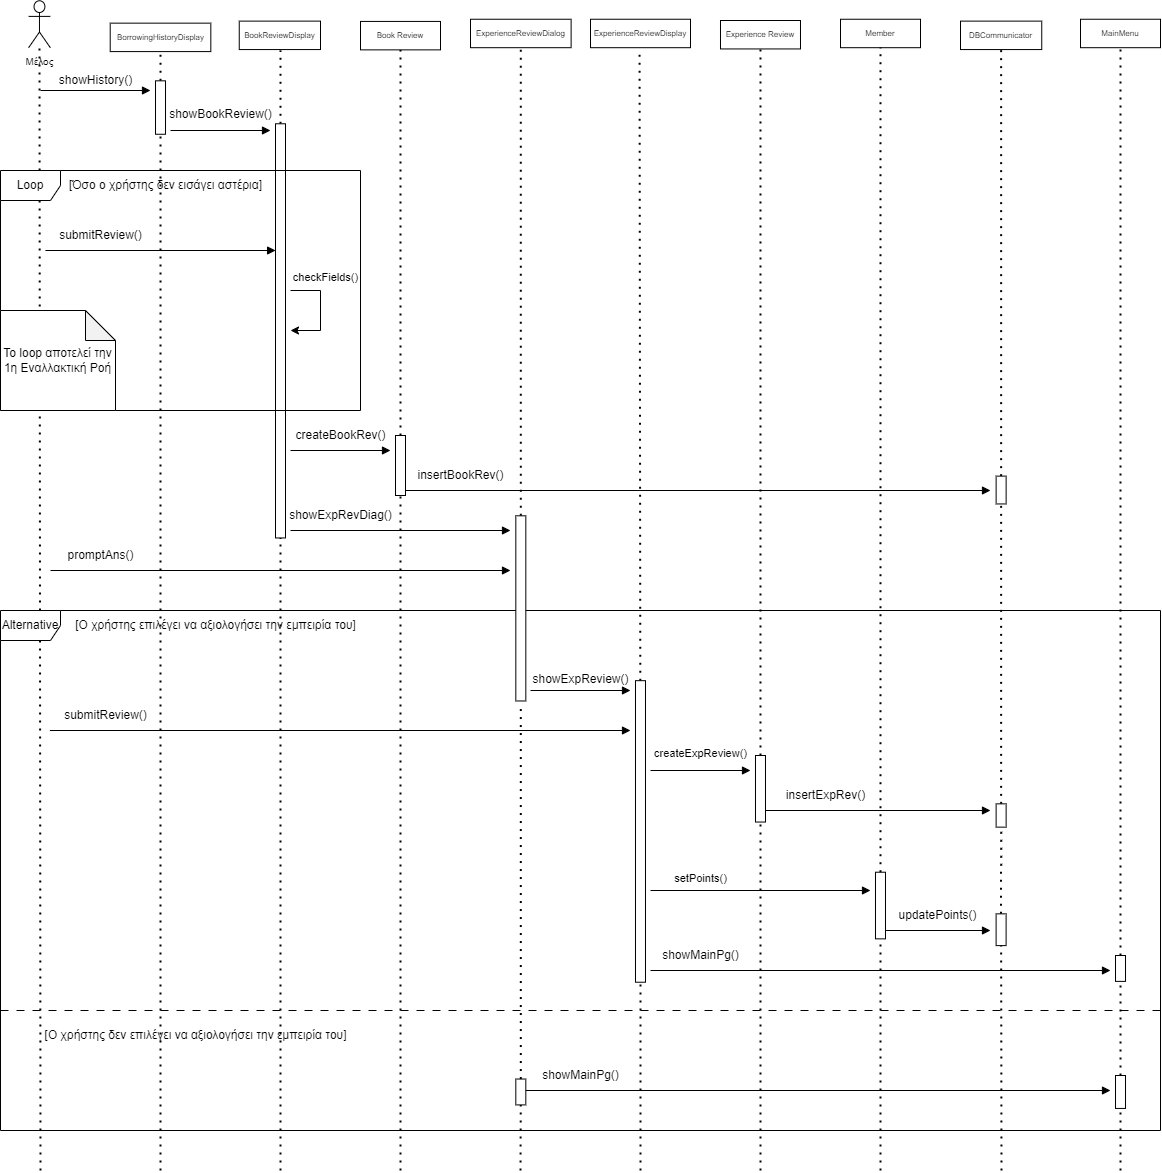 BorrowingHistoryDisplay
BookReviewDisplay
Book Review
ExperienceReviewDialog
ExperienceReviewDisplay
Experience Review
Member
DBCommunicator
MainMenu
Μέλος
showHistory()
showBookReview()
Loop
[Όσο ο χρήστης δεν εισάγει αστέρια]
submitReview()
checkFields()
Το loop αποτελεί την
1η Εναλλακτική Ροή
createBookRev()
insertBookRev()
showExpRevDiag()
promptAns()
Alternative
[Ο χρήστης επιλέγει να αξιολογήσει την εμπειρία του]
showExpReview()
submitReview()
createExpReview()
insertExpRev()
setPoints()
updatePoints()
showMainPg()
[Ο χρήστης δεν επιλέγει να αξιολογήσει την εμπειρία του]
showMainPg()